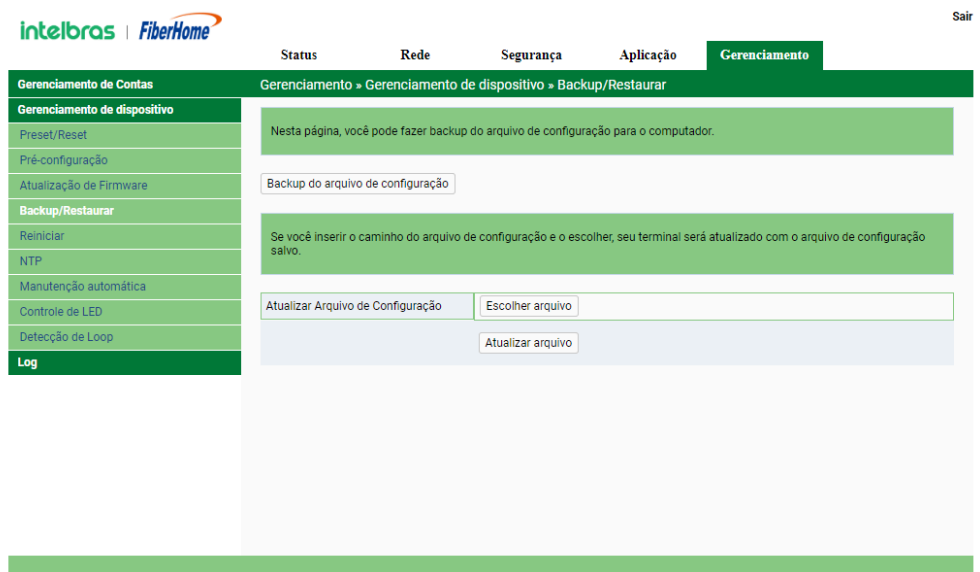 intelbras | FiberHome
Sair
Status Rede Segurança Aplicação Gerenciamento
Gerenciamento de Contas
Gerenciamento de dispositivo
Preset/Reset
Pré-configuração
Atualização de Firmware
Backup/Restaurar
Reiniciar
NTP
Manutenção automática
Controle de LED
Detecção de Loop
Log
Gerenciamento » Gerenciamento de dispositivo » Backup/Restaurar
Nesta página, você pode fazer backup do arquivo de configuração para o computador.
Backup do arquivo de configuração
Se você inserir o caminho do arquivo de configuração e o escolher, seu terminal será atualizado com o arquivo de configuração
salvo.
Atualizar Arquivo de Configuração Escolher arquivo
Atualizar arquivo